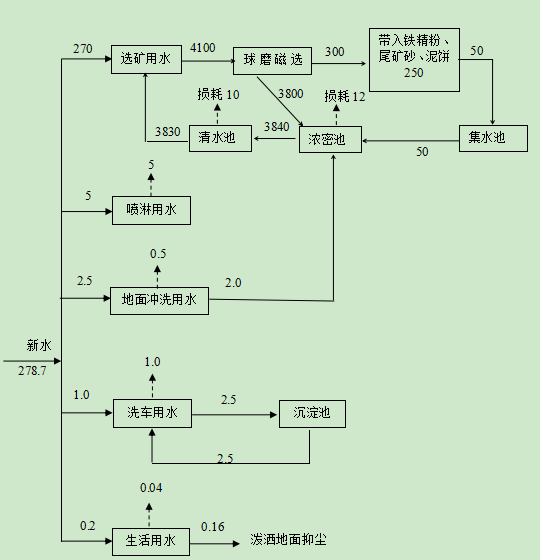 270
选矿用水
4100
球磨磁选
300
带入铁精粉、
尾矿砂、泥饼
250
50
3800
损耗 10
损耗 12
3830
清水池
3840
浓密池
50
集水池
5
5
喷淋用水
0.5
2.5
地面冲洗用水
2.0
新水
278.7
1.0
1.0
洗车用水
2.5
沉淀池
2.5
0.04
0.2
生活用水
0.16
泼洒地面抑尘